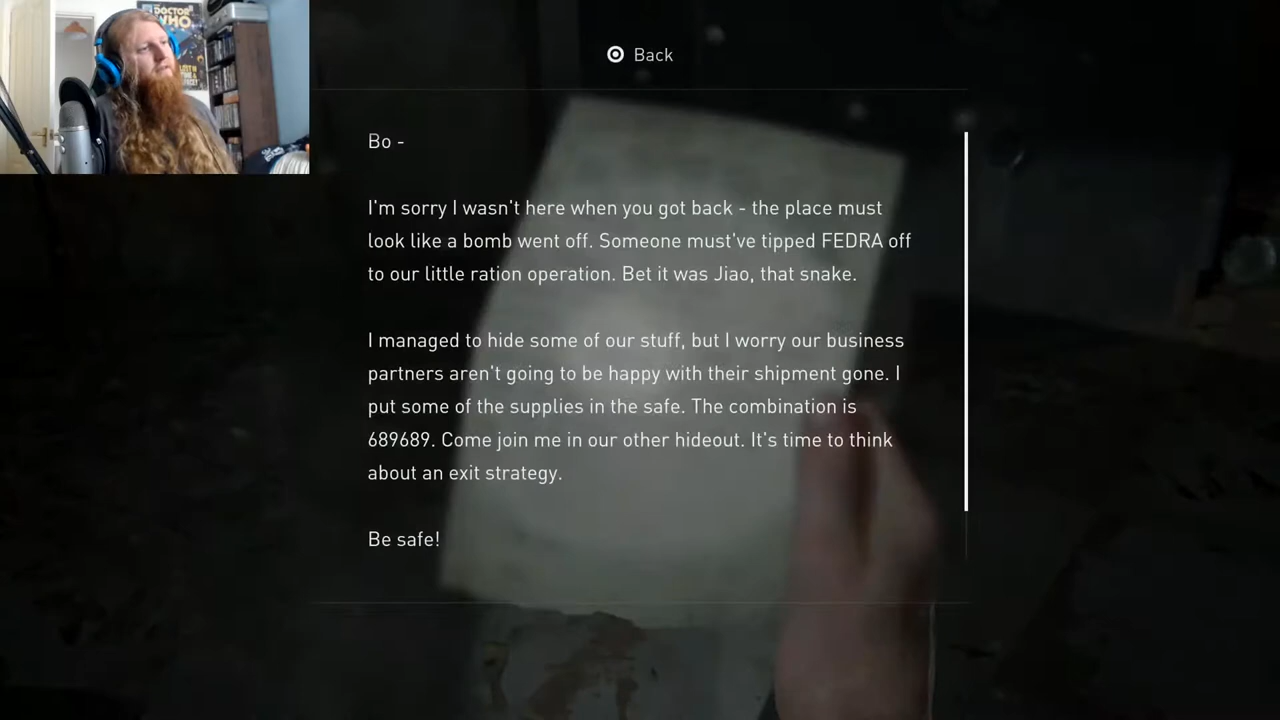 DOCTOR
WHO
Back
Bo -
I'm sorry I wasn't here when you got back - the place must
look like a bomb went off. Someone must've tipped FEDRA off
to our little ration operation. Bet it was Jiao, that snake.
I managed to hide some of our stuff, but I worry our business
partners aren't going to be happy with their shipment gone. I
put some of the supplies in the safe. The combination is
689689. Come join me in our other hideout. It's time to think
about an exit strategy.
Be safe!